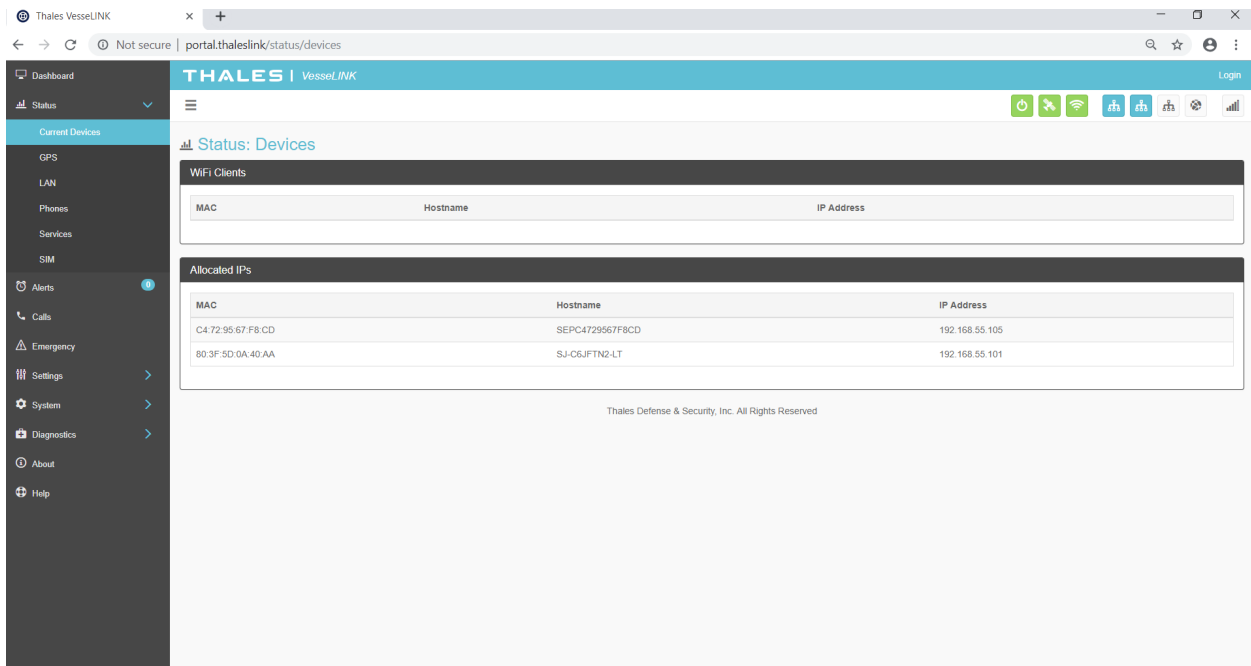 Thales VesseLINK
Not secure | portal.thaleslink/status/devices
Dashboard
THALES | VesseLINK
Login
Status
Current Devices
GPS
LAN
Phones
Services
SIM
Alerts 0
Calls
Emergency
Settings
System
Diagnostics
About
Help
Status: Devices
WiFi Clients
MAC Hostname IP Address
Allocated IPs
MAC Hostname IP Address
C4:72:95:67:F8:CD SEPC4729567F8CD 192.168.55.105
80:3F:5D:0A:40:AA SJ-C6JFTN2-LT 192.168.55.101
Thales Defense & Security, Inc. All Rights Reserved